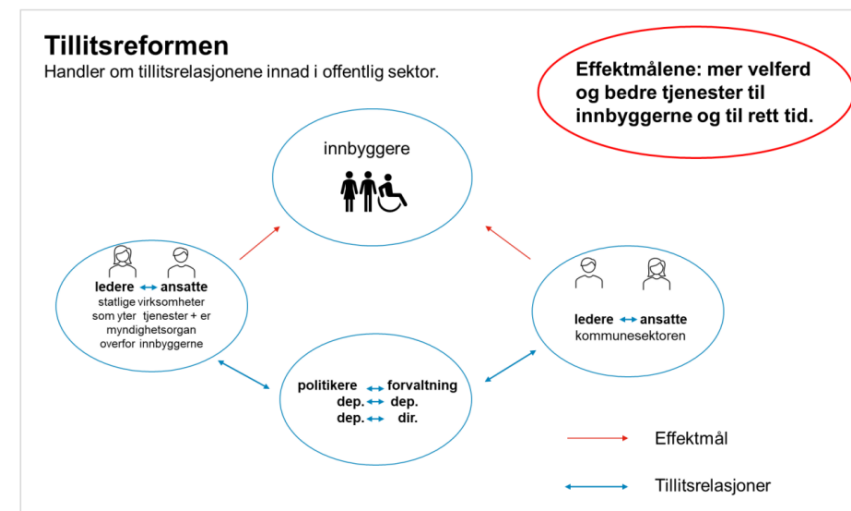 Tillitsreformen
Handler om tillitsrelasjonene innad i offentlig sektor.
Effektmålene: mer velferd
og bedre tjenester til
innbyggerne og til rett tid.
innbyggere
ledere ansatte
statlige virksomheter
som yter tjenester + er
myndighetsorgan
overfor innbyggerne
ledere ansatte
kommunesektoren
politikere forvaltning
dep. dep.
dep. dir.
Effektmål
Tillitsrelasjoner